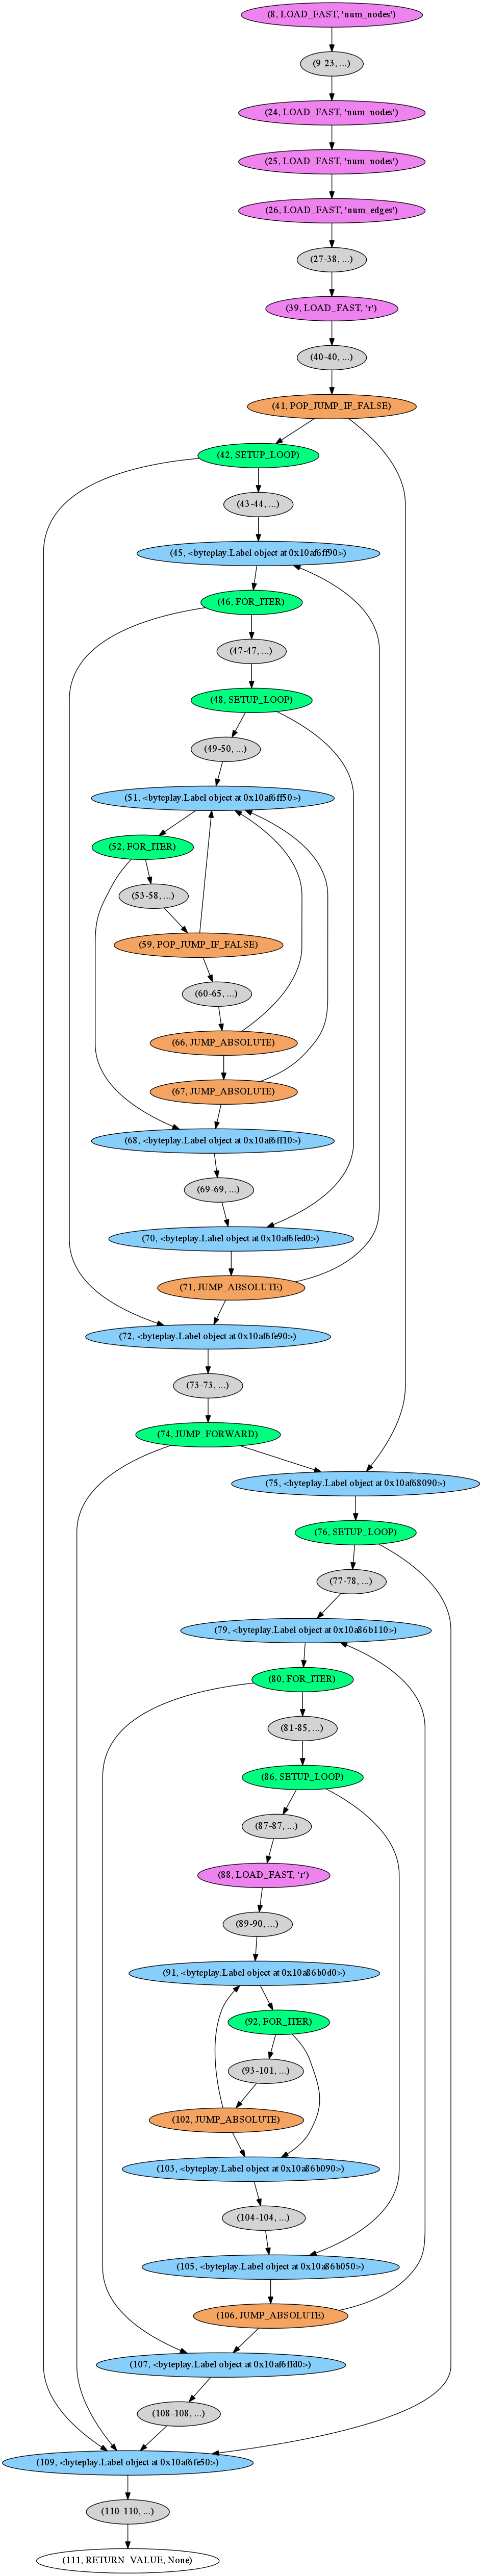 (8, LOAD_FAST, 'num_nodes')
(9-23, ...)
(24, LOAD_FAST, 'num_nodes')
(25, LOAD_FAST, 'num_nodes')
(26, LOAD_FAST, 'num_edges')
(27-38, ...)
(39, LOAD_FAST, 'r')
(40-40, ...)
(41, POP_JUMP_IF_FALSE)
(42, SETUP_LOOP)
(43-44, ...)
(45, <byteplay.Label object at 0x10af6ff90>)
(46, FOR_ITER)
(47-47, ...)
(48, SETUP_LOOP)
(49-50, ...)
(51, <byteplay.Label object at 0x10af6ff50>)
(52, FOR_ITER)
(53-58, ...)
(59, POP_JUMP_IF_FALSE)
(60-65, ...)
(66, JUMP_ABSOLUTE)
(67, JUMP_ABSOLUTE)
(68, <byteplay.Label object at 0x10af6ff10>)
(69-69, ...)
(70, <byteplay.Label object at 0x10af6fed0>)
(71, JUMP_ABSOLUTE)
(72, <byteplay.Label object at 0x10af6fe90>)
(73-73, ...)
(74, JUMP_FORWARD)
(75, <byteplay.Label object at 0x10af68090>)
(76, SETUP_LOOP)
(77-78, ...)
(79, <byteplay.Label object at 0x10a86b110>)
(80, FOR_ITER)
(81-85, ...)
(86, SETUP_LOOP)
(87-87, ...)
(88, LOAD_FAST, 'r')
(89-90, ...)
(91, <byteplay.Label object at 0x10a86b0d0>)
(92, FOR_ITER)
(93-101, ...)
(102, JUMP_ABSOLUTE)
(103, <byteplay.Label object at 0x10a86b090>)
(104-104, ...)
(105, <byteplay.Label object at 0x10a86b050>)
(106, JUMP_ABSOLUTE)
(107, <byteplay.Label object at 0x10af6ffd0>)
(108-108, ...)
(109, <byteplay.Label object at 0x10af6fe50>)
(110-110, ...)
(111, RETURN_VALUE, None)